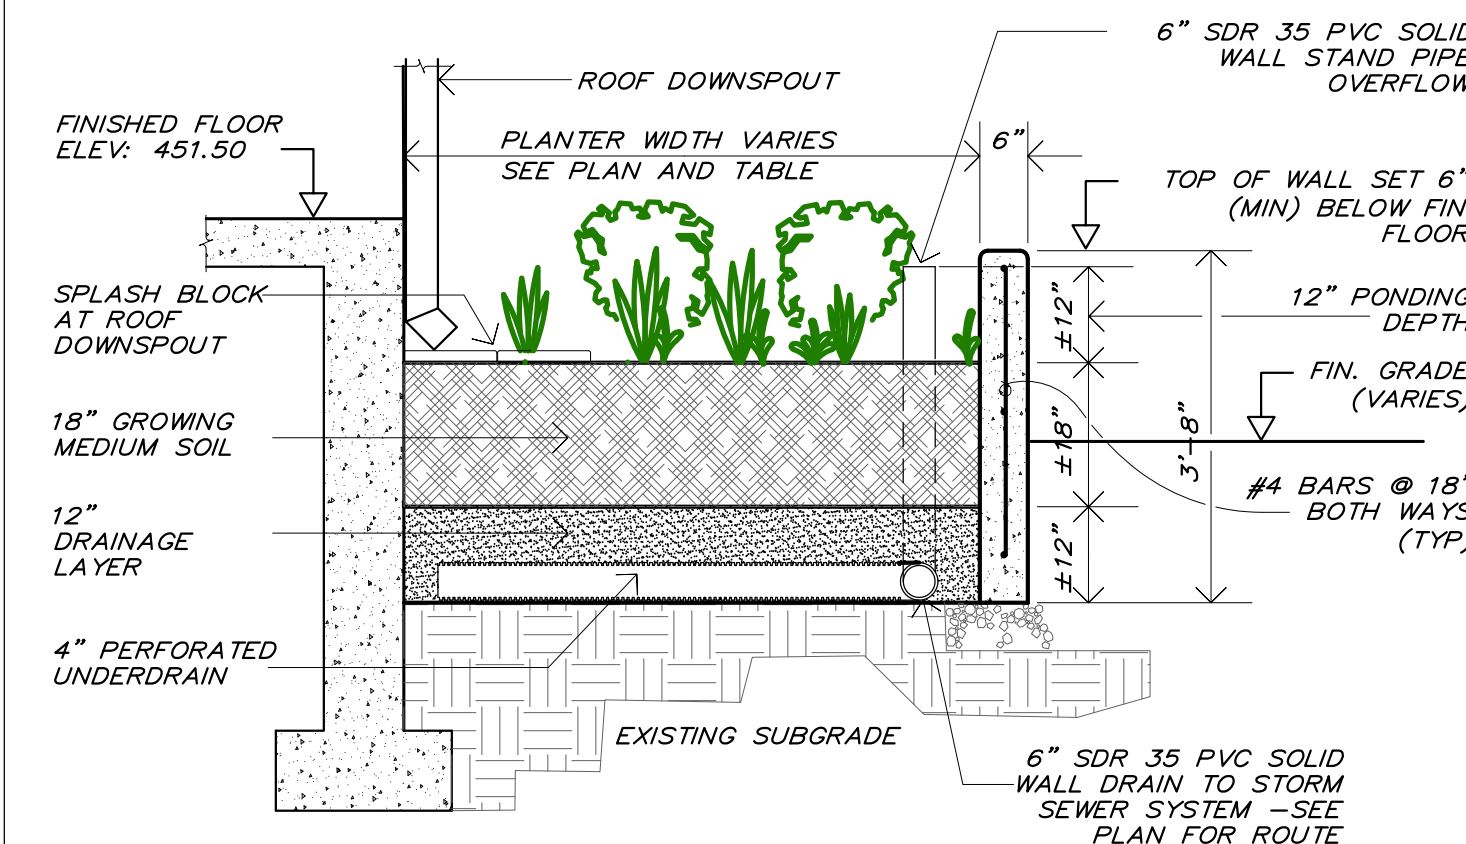 6" SDR 35 PVC SOLID
WALL STAND PIPE
OVERFLOW
ROOF DOWNSPOUT
FINISHED FLOOR
ELEV: 451.50
PLANTER WIDTH VARIES
SEE PLAN AND TABLE
6"
TOP OF WALL SET 6"
(MIN) BELOW FIN
FLOOR
SPLASH BLOCK
AT ROOF
DOWNSPOUT
±12"
12" PONDING
DEPTH
FIN. GRADE
(VARIES)
18" GROWING
MEDIUM SOIL
±18"
3'-8"
#4 BARS @ 18"
BOTH WAYS
(TYP)
12"
DRAINAGE
LAYER
±12"
4" PERFORATED
UNDERDRAIN
EXISTING SUBGRADE
6" SDR 35 PVC SOLID
WALL DRAIN TO STORM
SEWER SYSTEM -SEE
PLAN FOR ROUTE